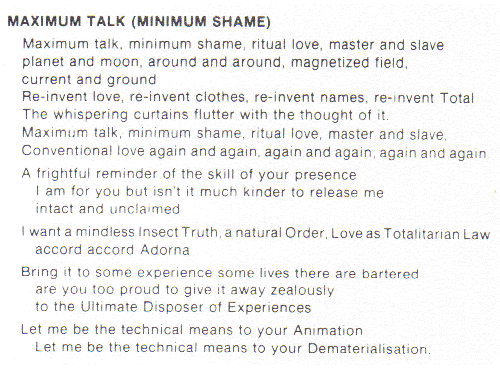 MAXIMUM TALK (MINIMUM SHAME)
Maximum talk, minimum shame, ritual love, master and slave
planet and moon, around and around, magnetized field,
current and ground
Re-invent love, re-invent clothes, re-invent names, re-invent Total
The whispering curtains flutter with the thought of it.
Maximum talk, minimum shame, ritual love, master and slave,
Conventional love again and again, again and again, again and again
A frightful reminder of the skill of your presence
I am for you but isn't it much kinder to release me
intact and unclaimed
I want a mindless Insect Truth, a natural Order, Love as Totalitarian Law
accord accord Adorna
Bring it to some experience some lives there are bartered
are you too proud to give it away zealously
to the Ultimate Disposer of Experiences
Let me be the technical means to your Animation
Let me be the technical means to your Dematerialisation.